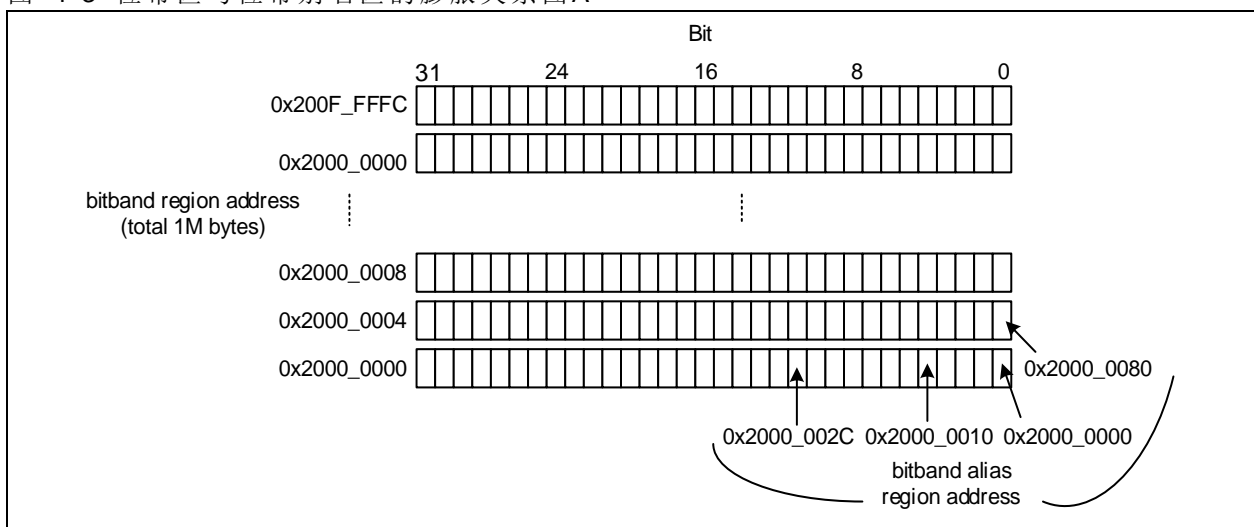 Bit
31 24 16 8 0
0x200F_FFFC
0x2000_0000
bitband region address
(total 1M bytes)
0x2000_0008
0x2000_0004
0x2000_0000
0x2000_0080
0x2000_002C 0x2000_0010 0x2000_0000
bitband alias
region address